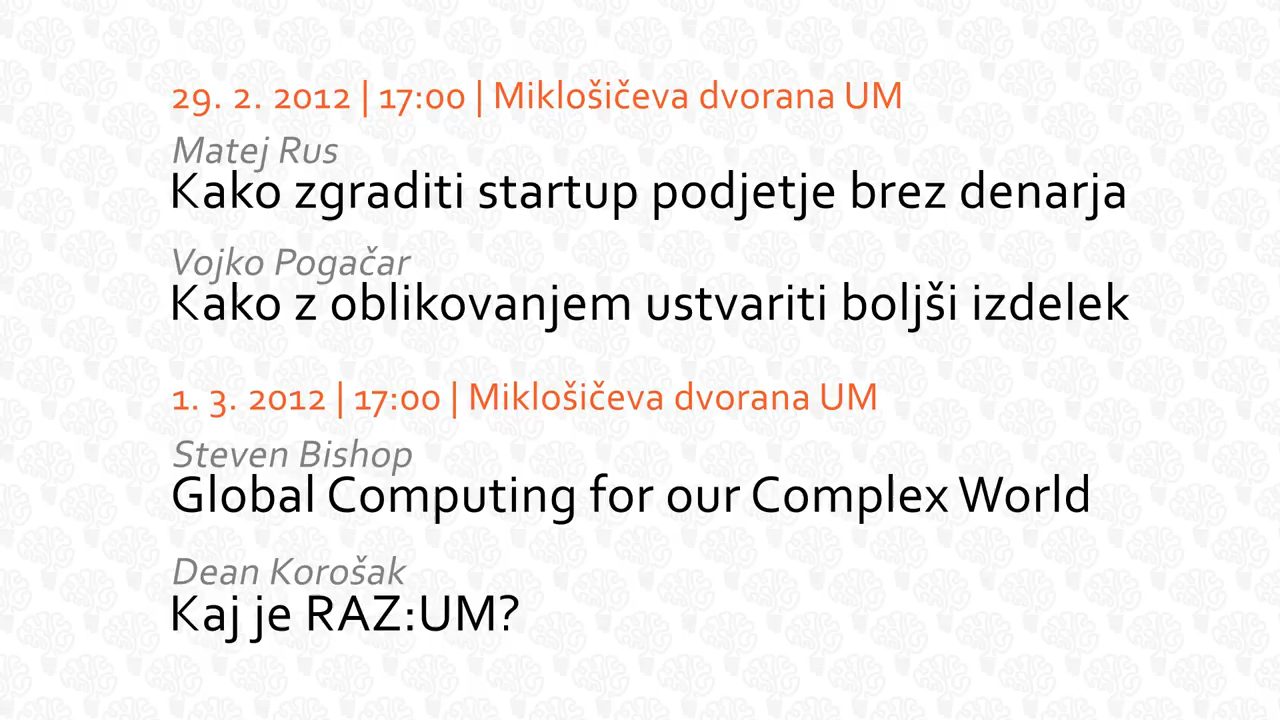 29. 2. 2012 | 17:00 | Miklošičeva dvorana UM
Matej Rus
Kako zgraditi startup podjetje brez denarja
Vojko Pogačar
Kako z oblikovanjem ustvariti boljši izdelek
1. 3. 2012 | 17:00 | Miklošičeva dvorana UM
Steven Bishop
Global Computing for our Complex World
Dean Korošak
Kaj je RAZ:UM?